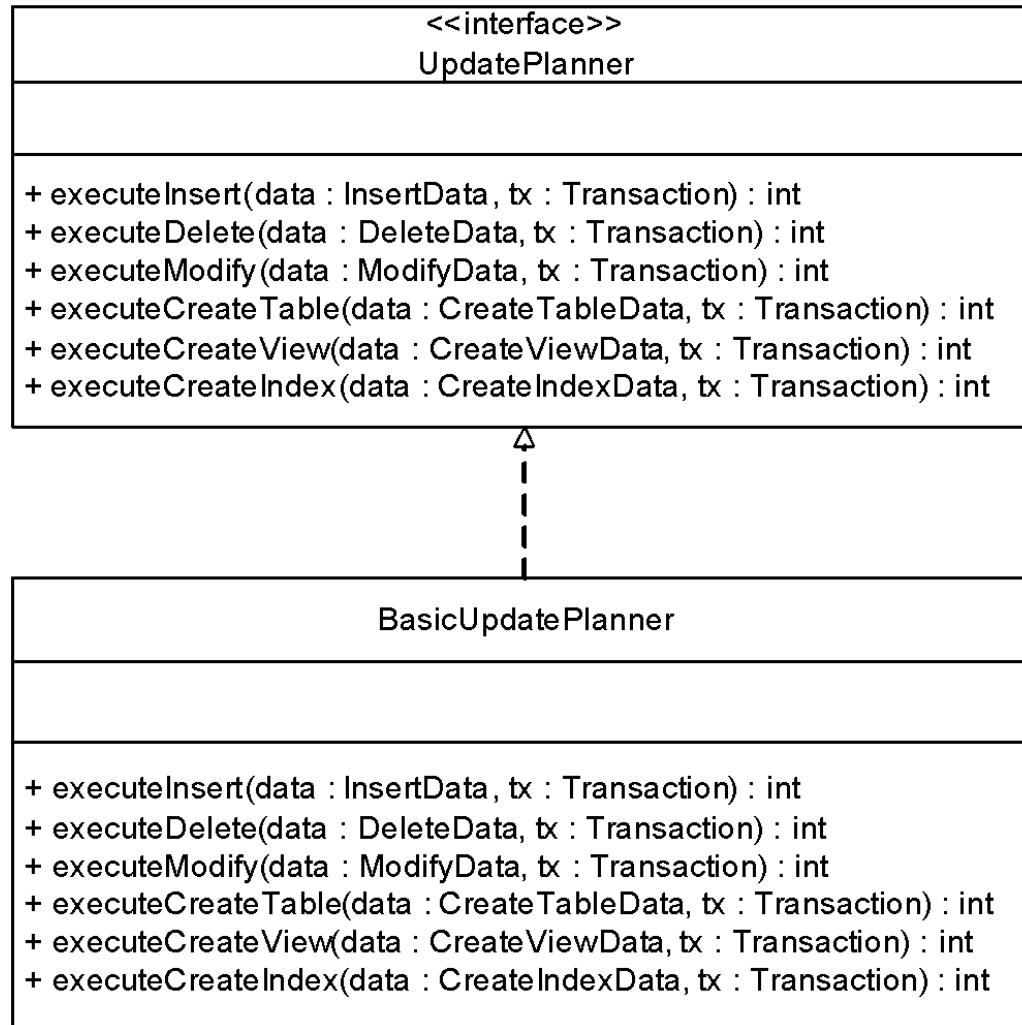 <<interface>>
UpdatePlanner
+ executeInsert(data : InsertData, tx : Transaction) : int
+ executeDelete(data : DeleteData, tx : Transaction) : int
+ executeModify(data : ModifyData, tx : Transaction) : int
+ executeCreateTable(data : CreateTableData, tx : Transaction) : int
+ executeCreateView(data : CreateViewData, tx : Transaction) : int
+ executeCreateIndex(data : CreateIndexData, tx : Transaction) : int
BasicUpdatePlanner
+ executeInsert(data : InsertData, tx : Transaction) : int
+ executeDelete(data : DeleteData, tx : Transaction) : int
+ executeModify(data : ModifyData, tx : Transaction) : int
+ executeCreateTable(data : CreateTableData, tx : Transaction) : int
+ executeCreateView(data : CreateViewData, tx : Transaction) : int
+ executeCreateIndex(data : CreateIndexData, tx : Transaction) : int